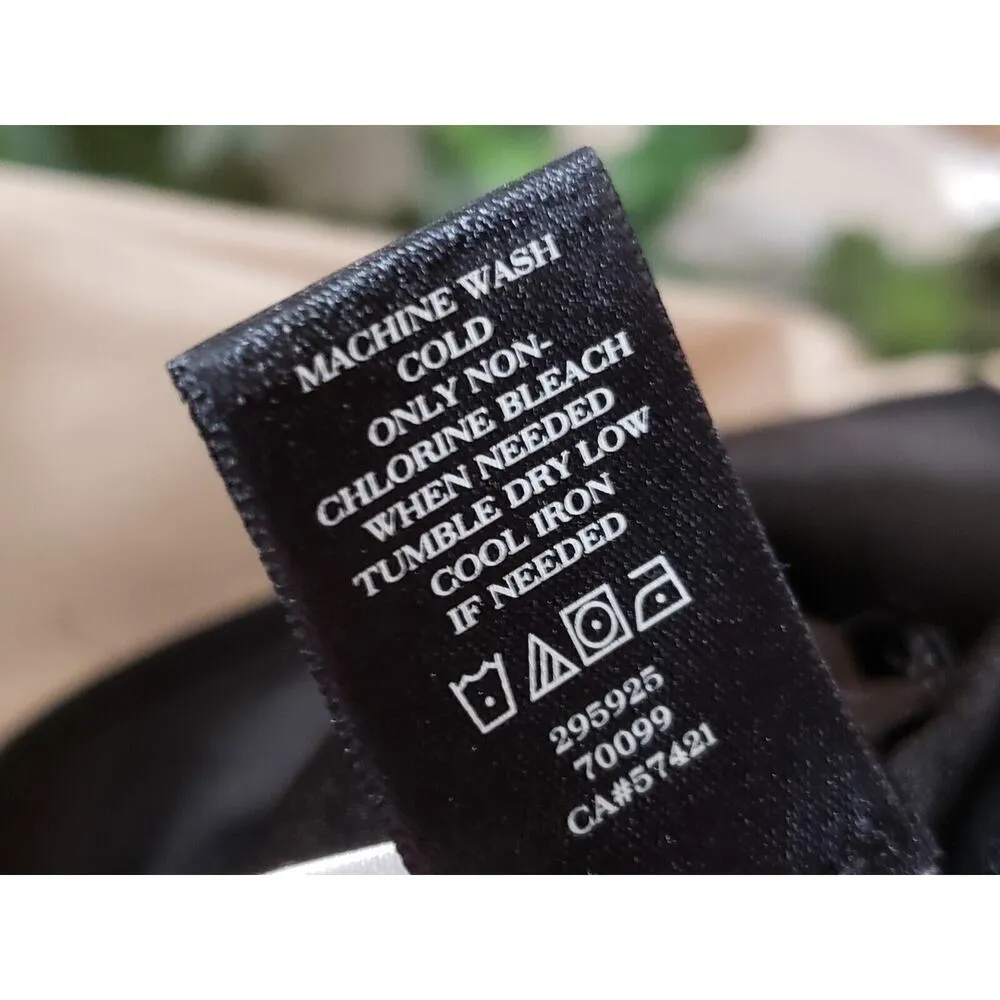 MACHINE WASH
COLD
ONLY NON-
CHLORINE BLEACH
WHEN NEEDED
TUMBLE DRY LOW
COOL IRON
IF NEEDED
295925
70099
CA#57421